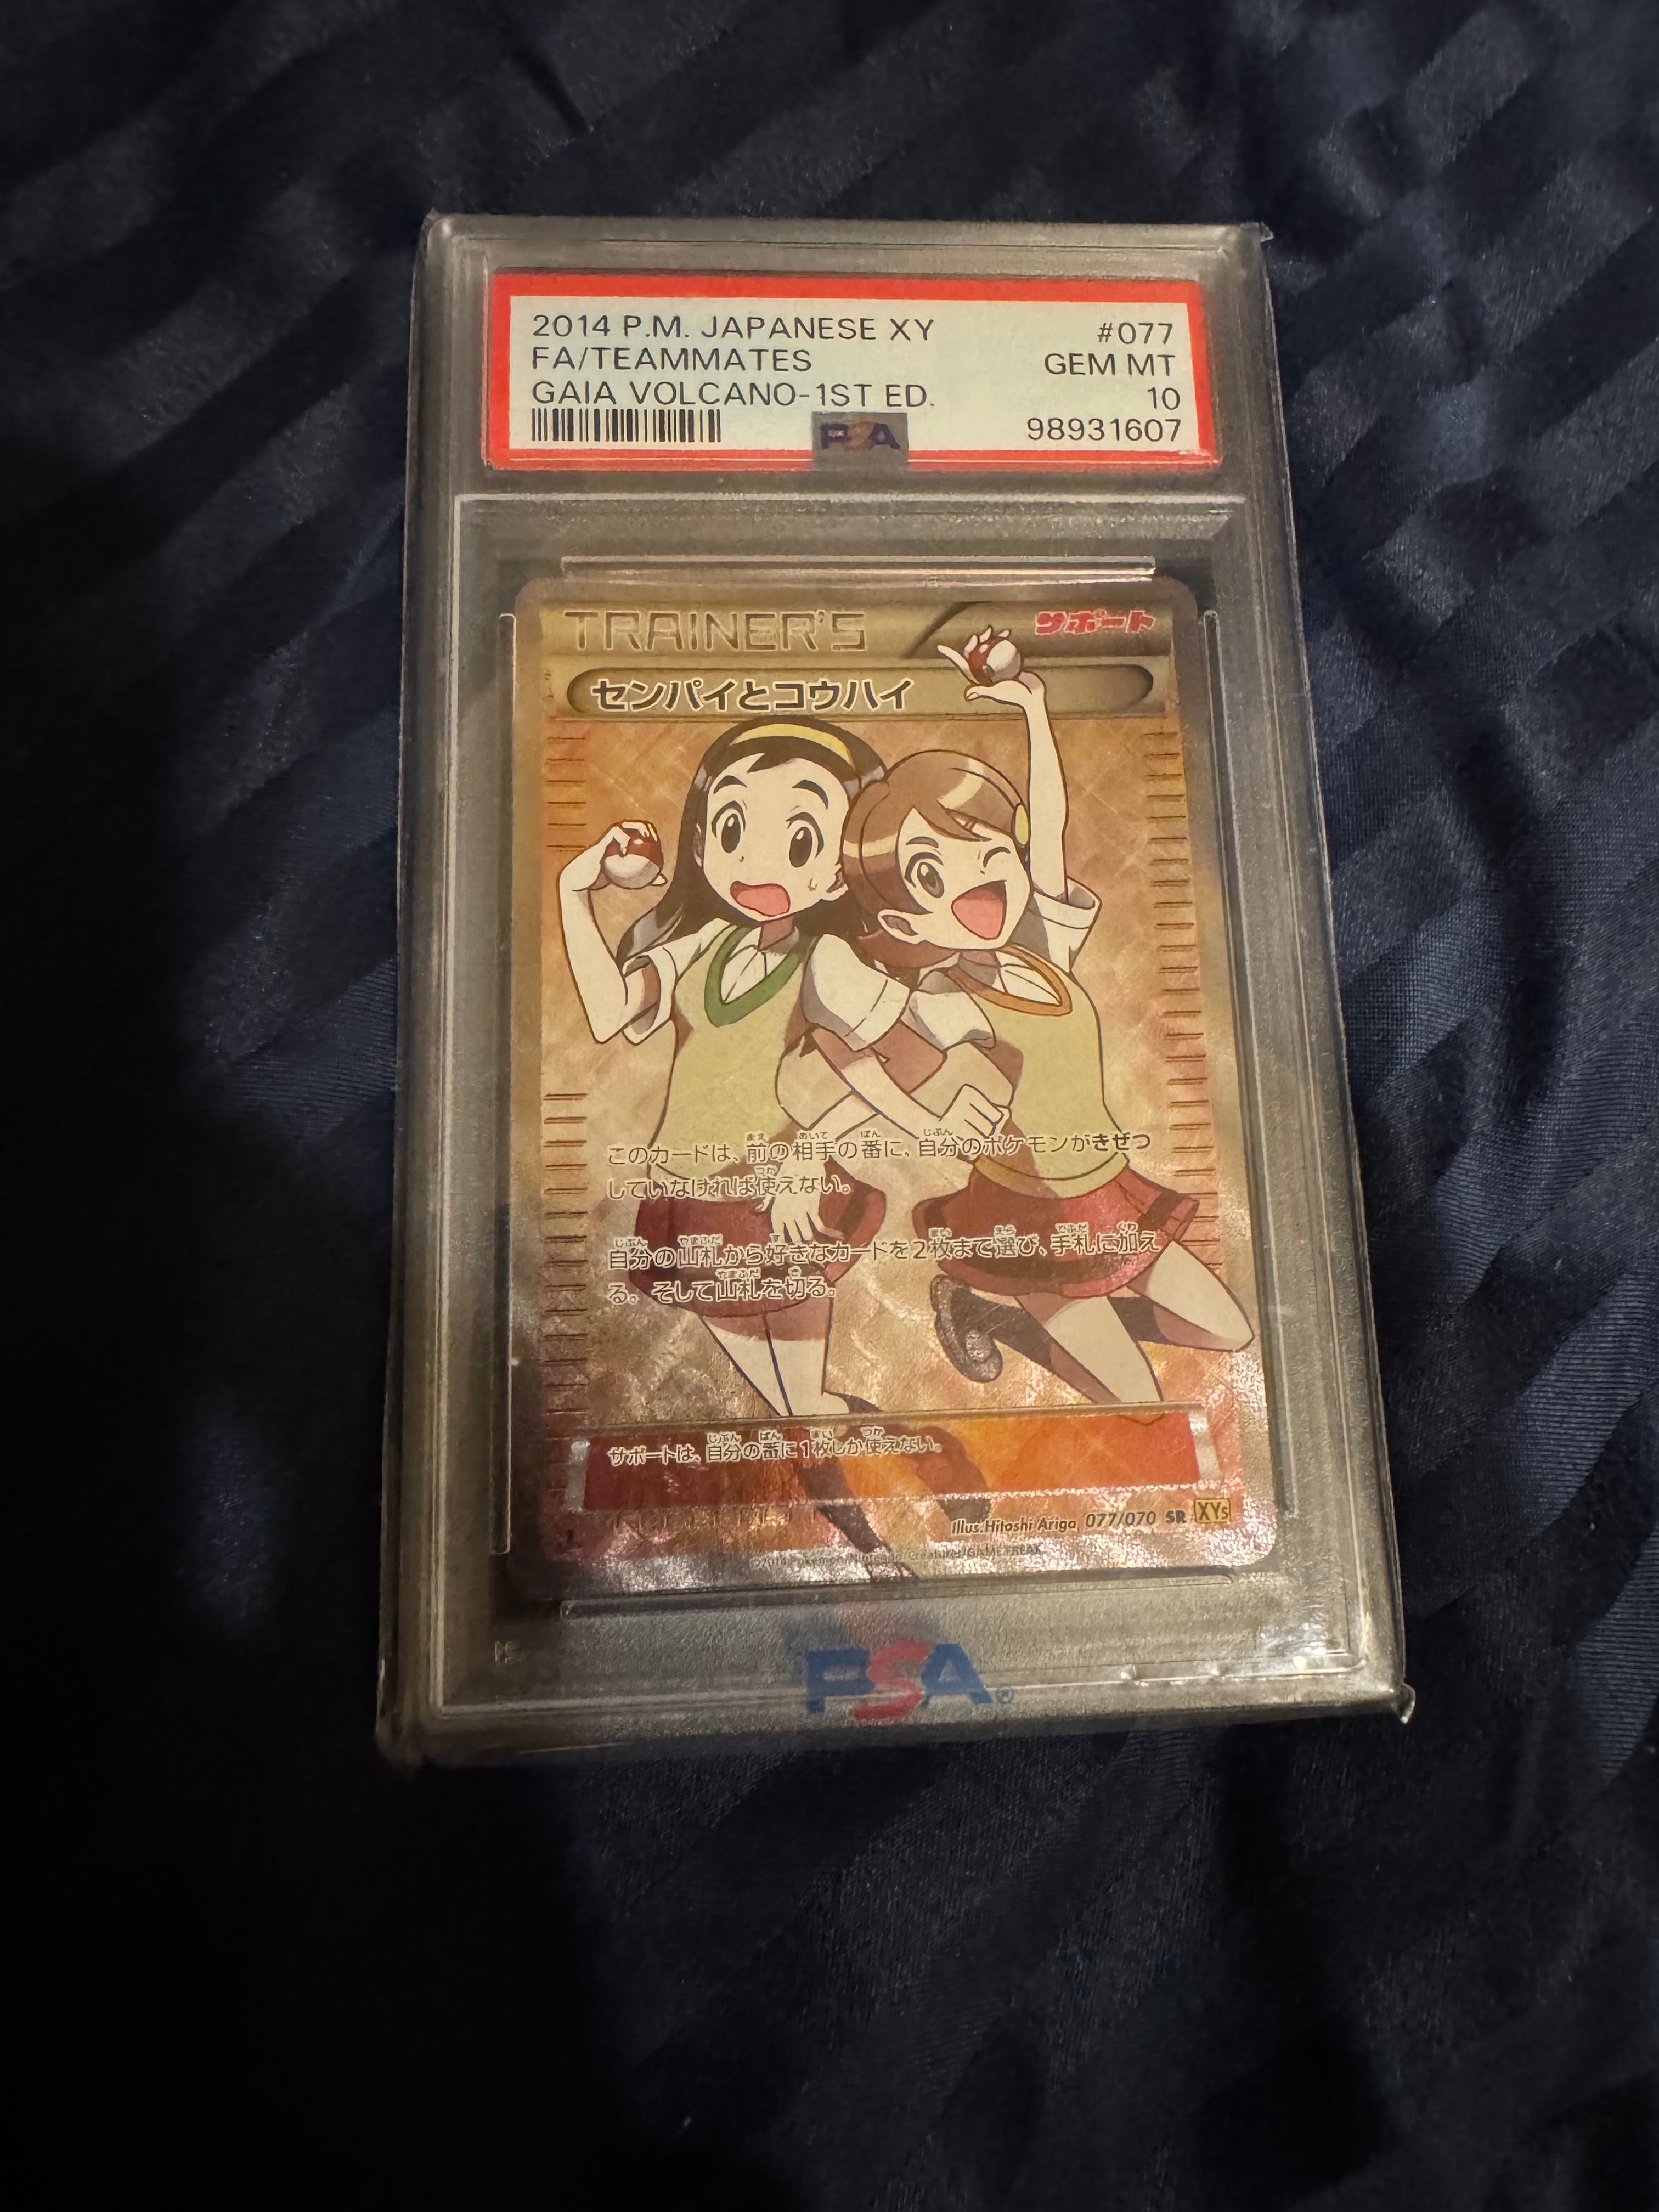 2014 P.M. JAPANESE XY #077
FA/TEAMMATES GEM MT
GAIA VOLCANO-1ST ED. 10
PSA 98931607
TRAINER'S サポート
センパイとコウハイ
このカードは、前の相手の番に、自分のポケモンがきぜつ
していなければ使えない。
自分の山札から好きなカードを2枚まで選び、手札に加え
る。そして山札を切る。
サポートは、自分の番に1枚しか使えない。
Illus.Hitoshi Ariga 077/070 SR XYs
©2014 Pokémon/Nintendo/Creatures/GAME FREAK
PSA®